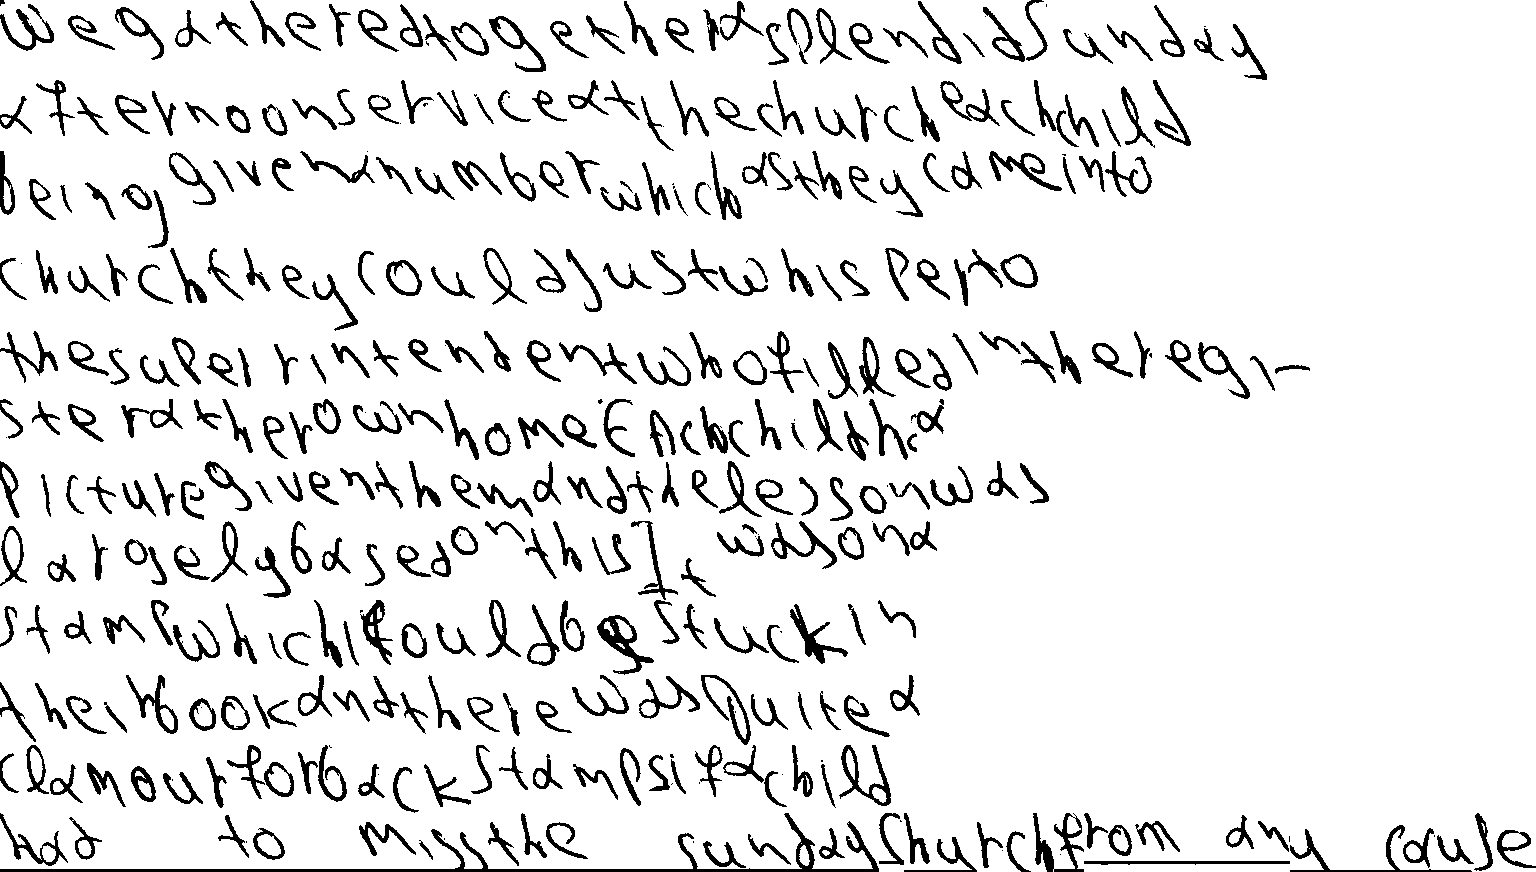 we gathered together a splendid Sunday
afternoon service at the church each child
being given a number which as they came into
church they could just whisper to
the superintendent who filled in the regi-
ster at her own home Each child h a
picture given them and the lesson was
largely based on this It was on a
stamp which could be stuck in
their book and there was quite a
clamour for back stamps if a child
had to miss the sunday church from any cause